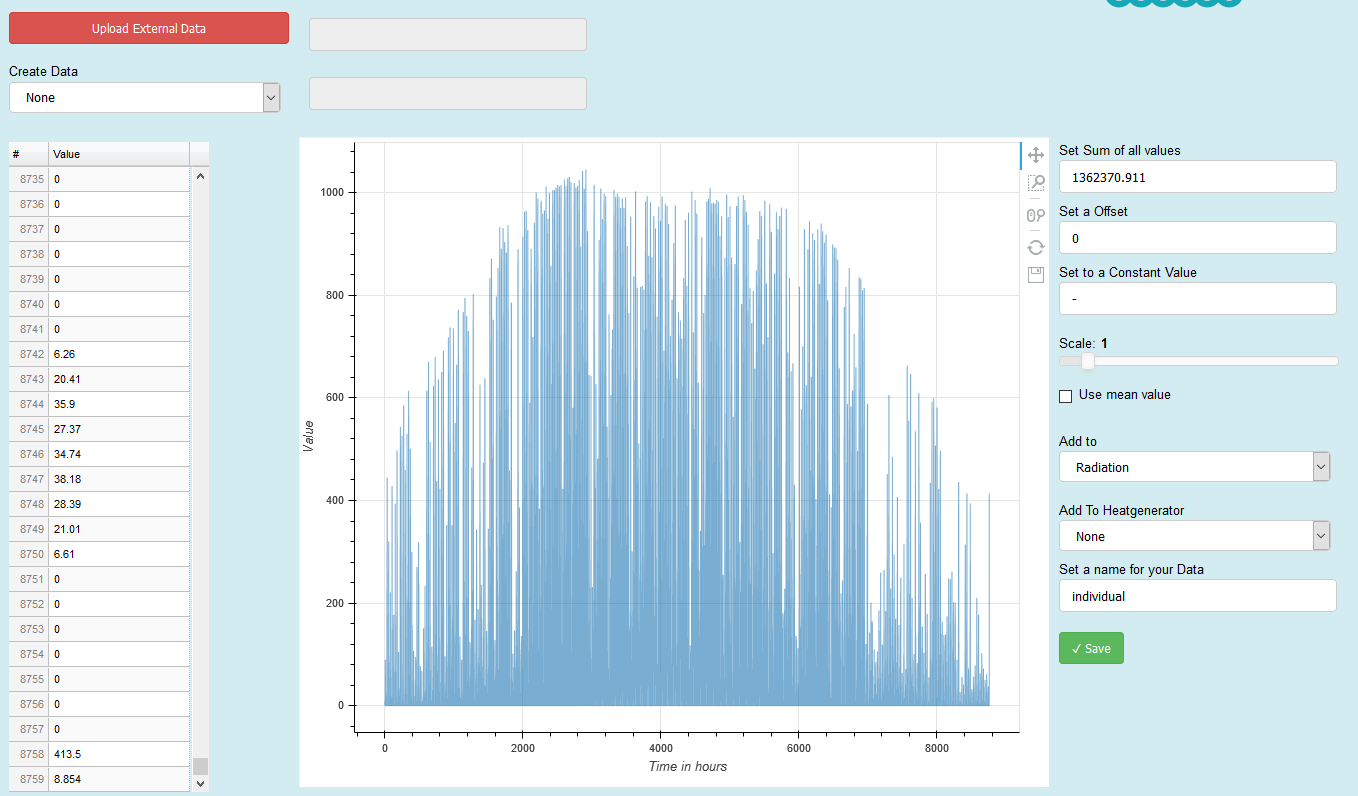 Upload External Data
Create Data
None
# Value
8735 0
8736 0
8737 0
8738 0
8739 0
8740 0
8741 0
8742 6.26
8743 20.41
8744 35.9
8745 27.37
8746 34.74
8747 38.18
8748 28.39
8749 21.01
8750 6.61
8751 0
8752 0
8753 0
8754 0
8755 0
8756 0
8757 0
8758 413.5
8759 8.854
Value
1000
800
600
400
200
0
0 2000 4000 6000 8000
Time in hours
Set Sum of all values
1362370.911
Set a Offset
0
Set to a Constant Value
-
Scale: 1
Use mean value
Add to
Radiation
Add To Heatgenerator
None
Set a name for your Data
individual
✓ Save